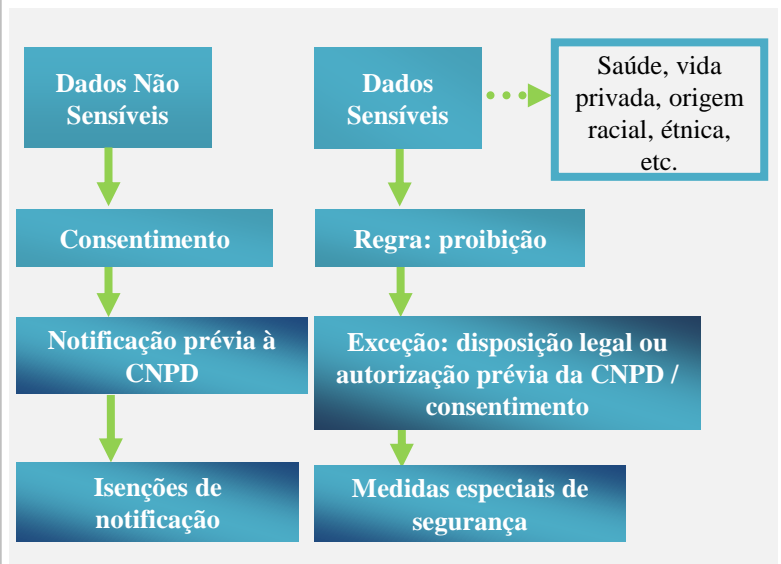 Dados Não
Sensíveis
Consentimento
Notificação prévia à
CNPD
Isenções de
notificação
Dados
Sensíveis
Saúde, vida
privada, origem
racial, étnica,
etc.
Regra: proibição
Exceção: disposição legal ou
autorização prévia da CNPD /
consentimento
Medidas especiais de
segurança